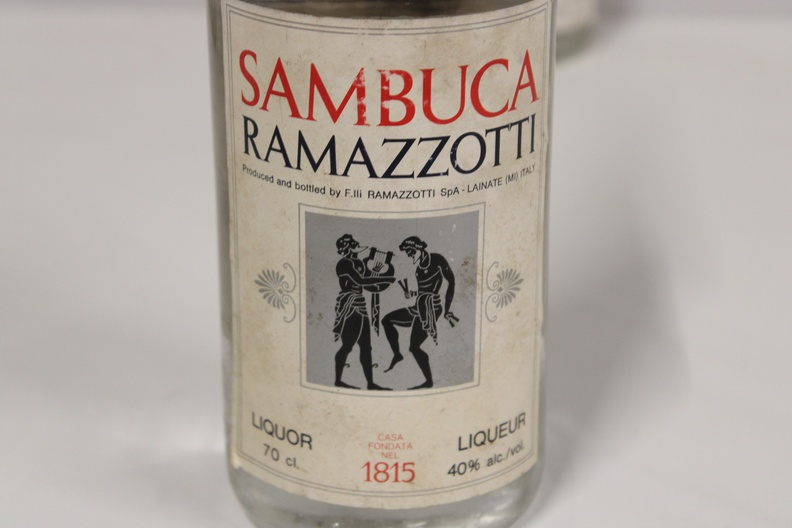 SAMBUCA
RAMAZZOTTI
Produced and bottled by F.lli RAMAZZOTTI SpA - LAINATE (MI) ITALY
LIQUOR
70 cl.
CASA
FONDATA
NEL
1815
LIQUEUR
40% alc./vol.